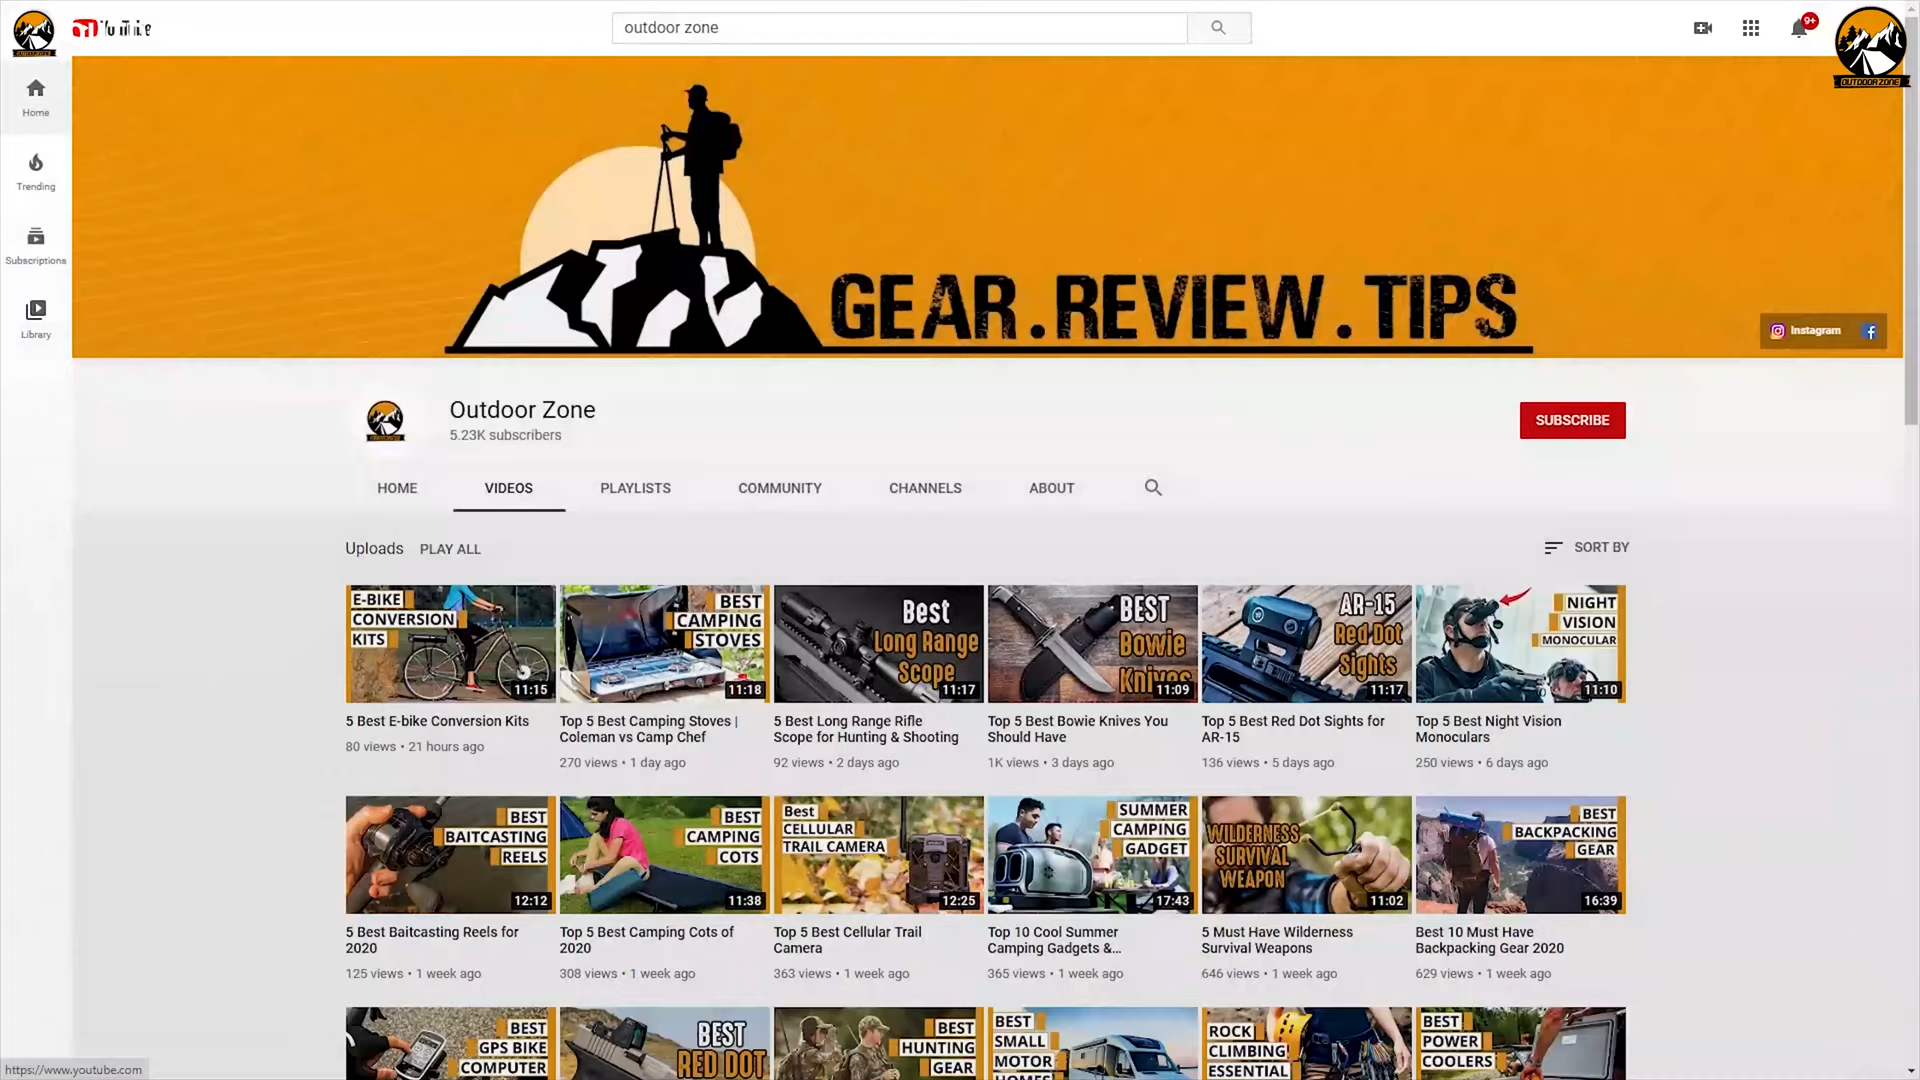 outdoor zone
9+
OUTDOOR ZONE
Home
Trending
Subscriptions
Library
GEAR.REVIEW.TIPS
Instagram
Outdoor Zone
5.23K subscribers
SUBSCRIBE
HOME
VIDEOS
PLAYLISTS
COMMUNITY
CHANNELS
ABOUT
Uploads
PLAY ALL
SORT BY
E-BIKE
CONVERSION
KITS
11:15
BEST
CAMPING
STOVES
11:18
Best
Long Range
Scope
11:17
BEST
Bowie
Knives
11:09
AR-15
Red Dot
Sights
11:17
NIGHT
VISION
MONOCULAR
11:10
5 Best E-bike Conversion Kits
80 views • 21 hours ago
Top 5 Best Camping Stoves |
Coleman vs Camp Chef
270 views • 1 day ago
5 Best Long Range Rifle
Scope for Hunting & Shooting
92 views • 2 days ago
Top 5 Best Bowie Knives You
Should Have
1K views • 3 days ago
Top 5 Best Red Dot Sights for
AR-15
136 views • 5 days ago
Top 5 Best Night Vision
Monoculars
250 views • 6 days ago
BEST
BAITCASTING
REELS
12:12
BEST
CAMPING
COTS
11:38
Best
CELLULAR
TRAIL CAMERA
12:25
SUMMER
CAMPING
GADGET
17:43
WILDERNESS
SURVIVAL
WEAPON
11:02
BEST
BACKPACKING
GEAR
16:39
5 Best Baitcasting Reels for
2020
125 views • 1 week ago
Top 5 Best Camping Cots of
2020
308 views • 1 week ago
Top 5 Best Cellular Trail
Camera
363 views • 1 week ago
Top 10 Cool Summer
Camping Gadgets &...
365 views • 1 week ago
5 Must Have Wilderness
Survival Weapons
646 views • 1 week ago
Best 10 Must Have
Backpacking Gear 2020
629 views • 1 week ago
BEST
GPS BIKE
COMPUTER
BEST
RED DOT
BEST
HUNTING
GEAR
BEST
SMALL
MOTOR
HOMES
ROCK
CLIMBING
ESSENTIAL
BEST
POWER
COOLERS
https://www.youtube.com